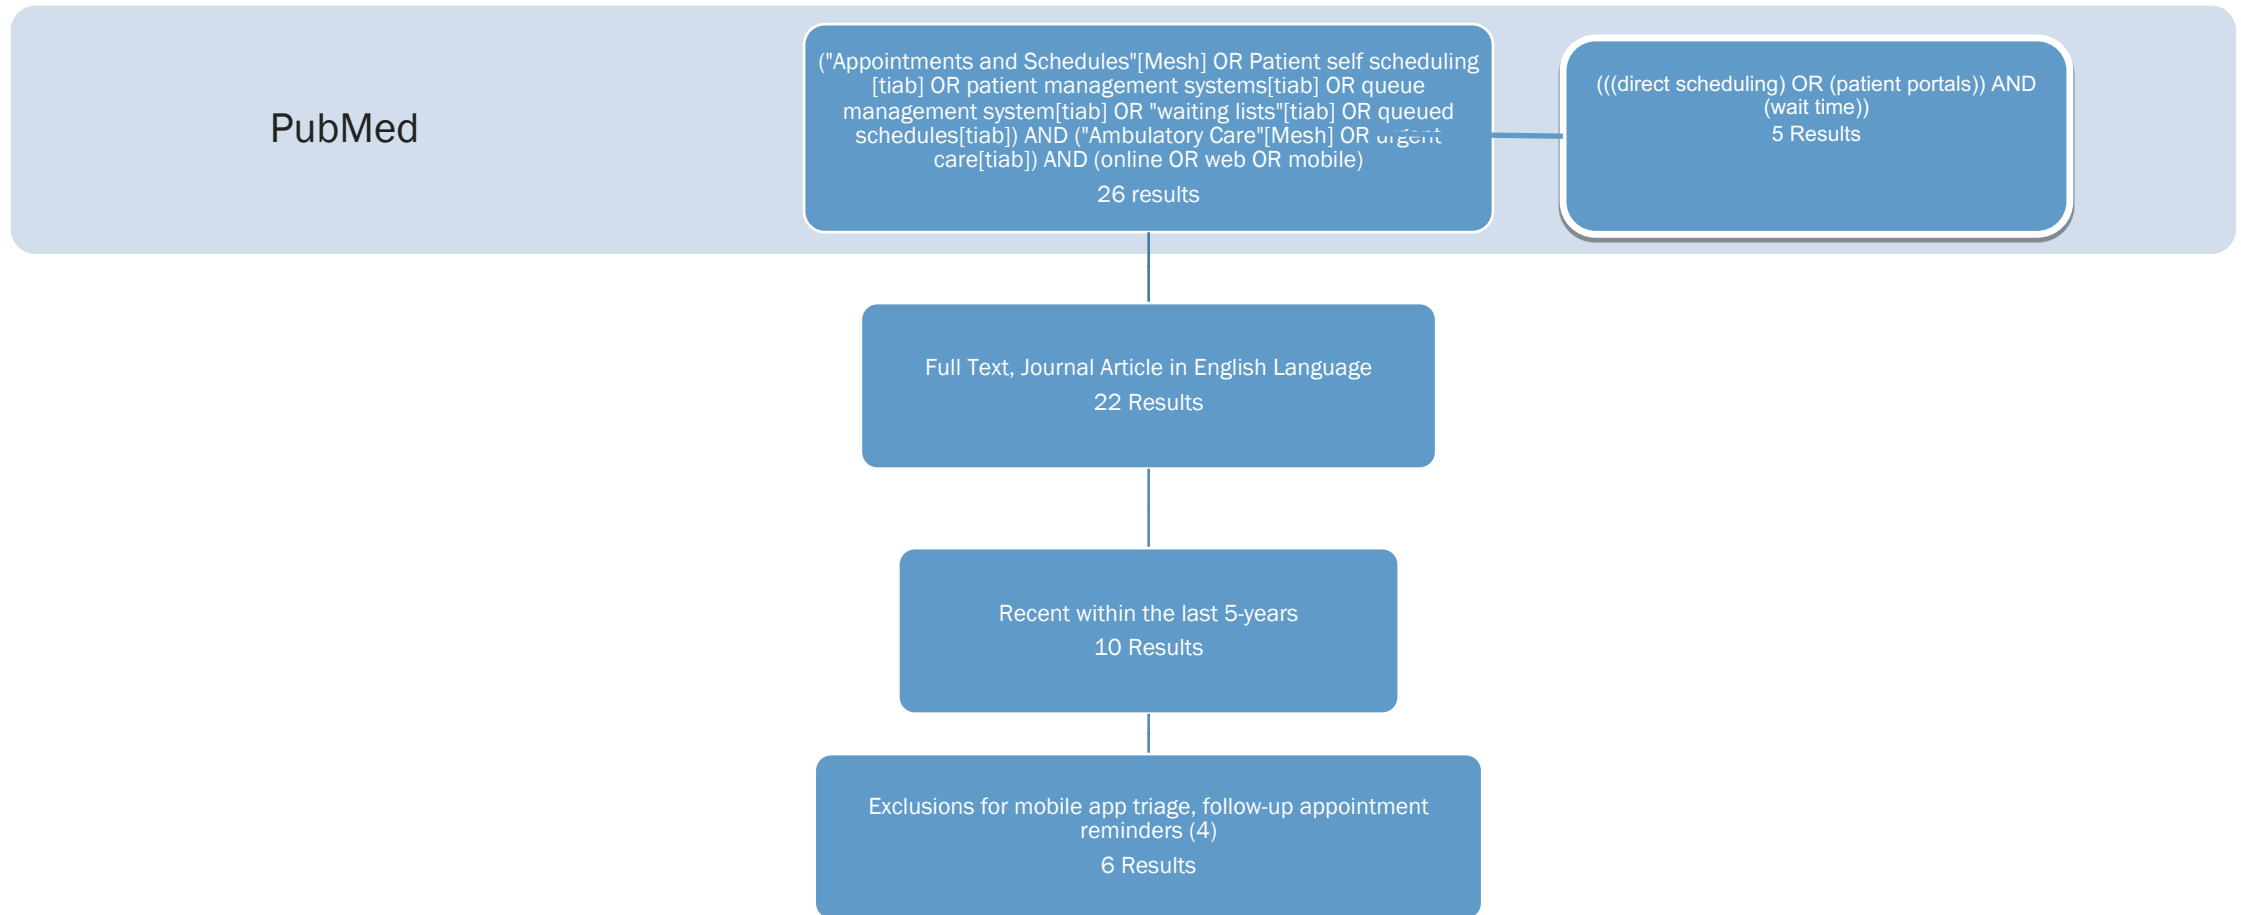 PubMed
("Appointments and Schedules"[Mesh] OR Patient self scheduling
[tiab] OR patient management systems[tiab] OR queue
management system[tiab] OR "waiting lists"[tiab] OR queued
schedules[tiab]) AND ("Ambulatory Care"[Mesh] OR urgent
care[tiab]) AND (online OR web OR mobile)
26 results
(((direct scheduling) OR (patient portals)) AND
(wait time))
5 Results
Full Text, Journal Article in English Language
22 Results
Recent within the last 5-years
10 Results
Exclusions for mobile app triage, follow-up appointment
reminders (4)
6 Results